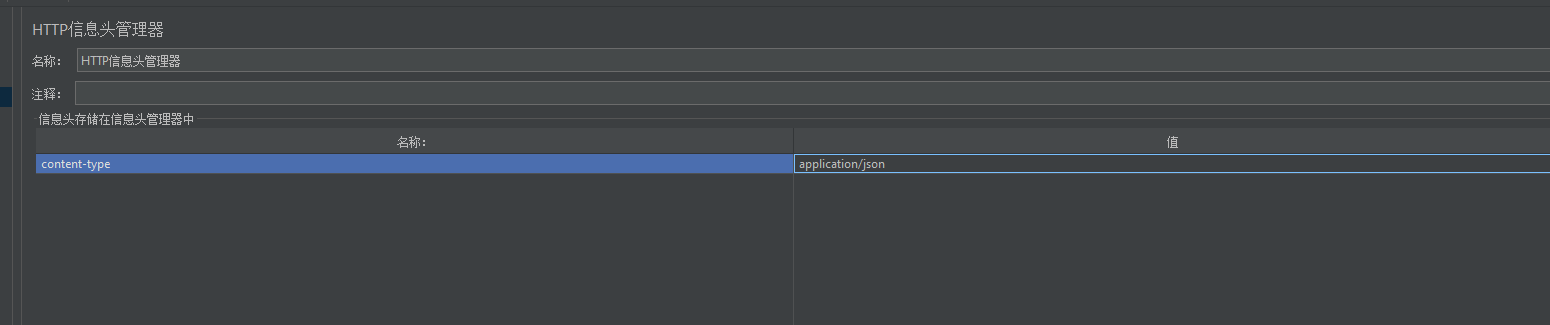 HTTP信息头管理器
名称： HTTP信息头管理器
注释：
信息头存储在信息头管理器中
名称： 值
content-type application/json